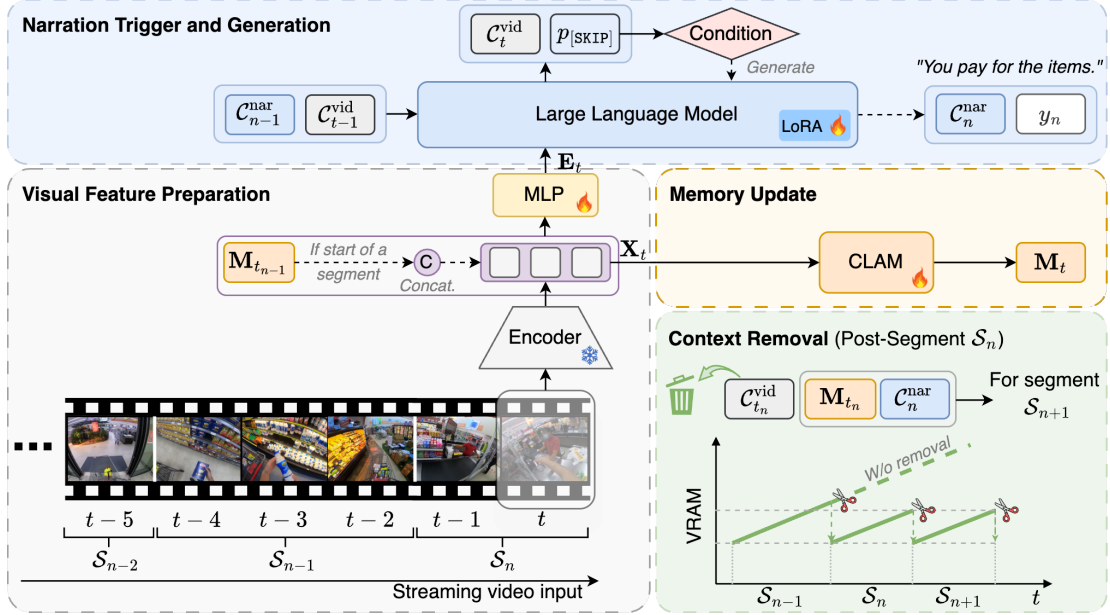 Narration Trigger and Generation
𝒞_t^vid
p_[SKIP]
Condition
Generate
"You pay for the items."
𝒞_{n-1}^nar
𝒞_{t-1}^vid
Large Language Model
LoRA
𝒞_n^nar
y_n
E_t
Visual Feature Preparation
MLP
M_{t_{n-1}}
If start of a
segment
C
Concat.
X_t
Encoder
t − 5
t − 4
t − 3
t − 2
t − 1
t
𝒮_{n-2}
𝒮_{n-1}
𝒮_n
Streaming video input
Memory Update
CLAM
M_t
Context Removal (Post-Segment 𝒮_n)
𝒞_{t_n}^vid
M_{t_n}
𝒞_n^nar
For segment
𝒮_{n+1}
W/o removal
VRAM
𝒮_{n-1}
𝒮_n
𝒮_{n+1}
t